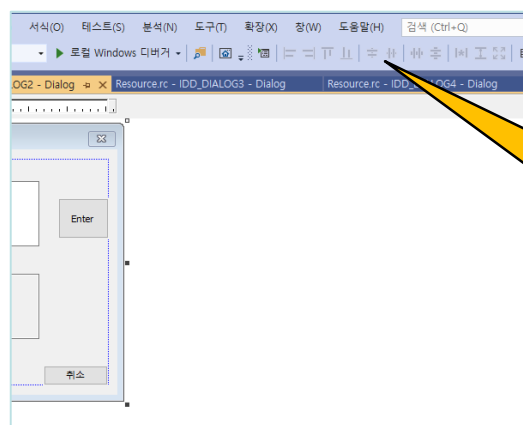 서식(O) 테스트(S) 분석(N) 도구(T) 확장(X) 창(W) 도움말(H) 검색 (Ctrl+Q)
로컬 Windows 디버거
OG2 - Dialog Resource.rc - IDD_DIALOG3 - Dialog Resource.rc - IDD_DIALOG4 - Dialog
Enter
취소